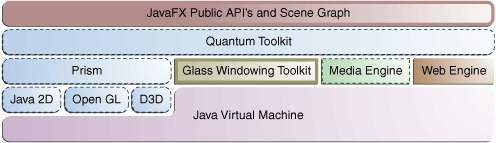 JavaFX Public API's and Scene Graph
Quantum Toolkit
Prism
Glass Windowing Toolkit
Media Engine
Web Engine
Java 2D
Open GL
D3D
Java Virtual Machine